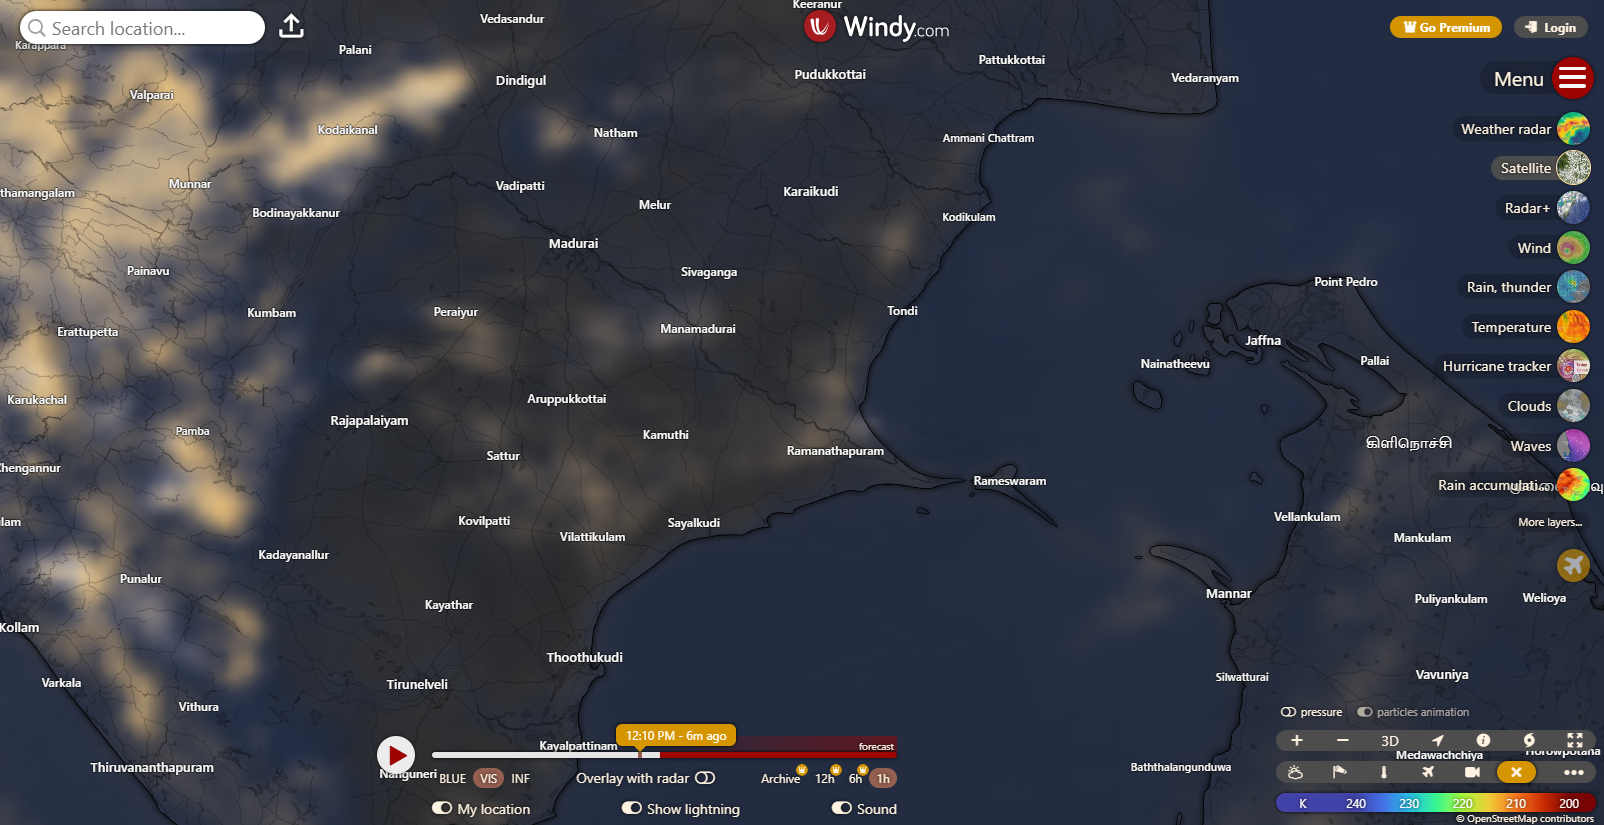 Search location...
Windy.com
Go Premium
Login
Menu
Weather radar
Satellite
Radar+
Wind
Rain, thunder
Temperature
Hurricane tracker
Clouds
Waves
Rain accumulati...
More layers...
Keeranur
Vedasandur
Karappara
Palani
Pattukkottai
Pudukkottai
Vedaranyam
Dindigul
Valparai
Kodaikanal
Natham
Ammani Chattram
Munnar
Vadipatti
Karaikudi
thamangalam
Melur
Bodinayakkanur
Kodikulam
Madurai
Painavu
Sivaganga
Point Pedro
Kumbam
Peraiyur
Tondi
Erattupetta
Manamadurai
Jaffna
Nainatheevu
Pallai
Karukachal
Aruppukkottai
Rajapalaiyam
Pamba
Kamuthi
கிளிநொச்சி
Sattur
Ramanathapuram
Chengannur
Rameswaram
lam
Kovilpatti
Sayalkudi
Vellankulam
Vilattikulam
Mankulam
Kadayanallur
Punalur
Mannar
Puliyankulam
Welioya
Kayathar
Kollam
Thoothukudi
Vavuniya
Varkala
Tirunelveli
Silwatturai
Vithura
Kayalpattinam
Thiruvananthapuram
Nanguneri
Baththalangunduwa
Medawachchiya
Horowpotana
12:10 PM - 6m ago
forecast
BLUE VIS INF
Overlay with radar
Archive 12h 6h 1h
My location
Show lightning
Sound
pressure
particles animation
3D
K 240 230 220 210 200
© OpenStreetMap contributors